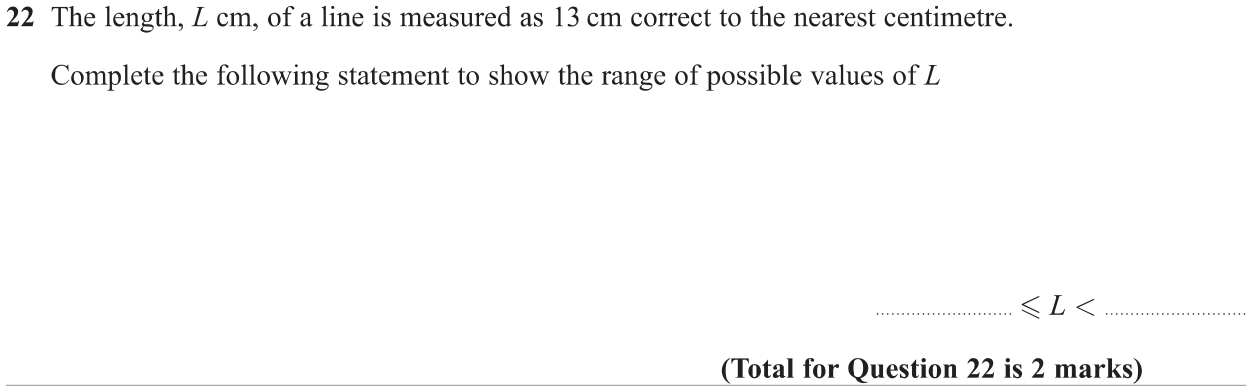 22 The length, L cm, of a line is measured as 13 cm correct to the nearest centimetre.
Complete the following statement to show the range of possible values of L
.......................... ⩽ L < ..........................
(Total for Question 22 is 2 marks)